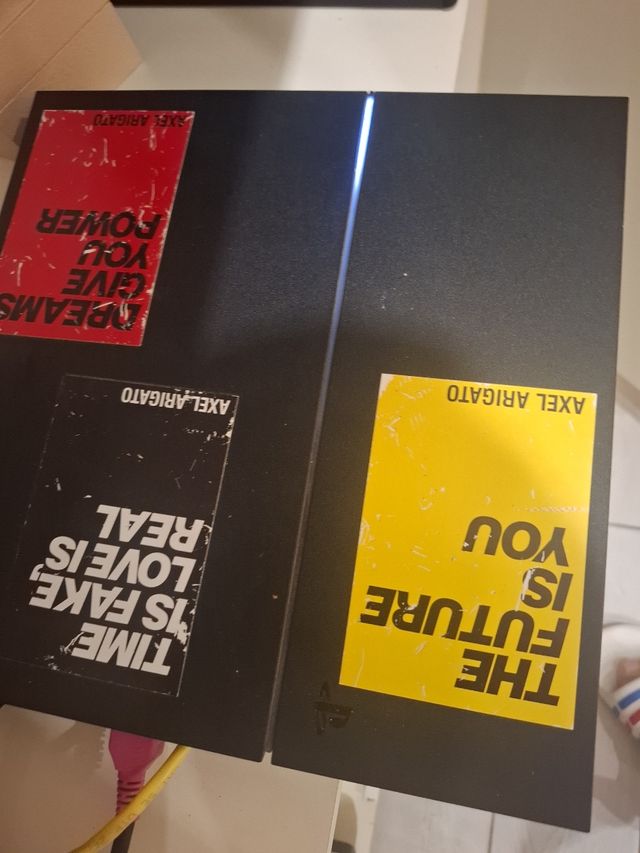 DREAMS
GIVE
YOU
POWER
AXEL ARIGATO
TIME
IS FAKE,
LOVE IS
REAL
AXEL ARIGATO
THE
FUTURE
IS
YOU
AXEL ARIGATO